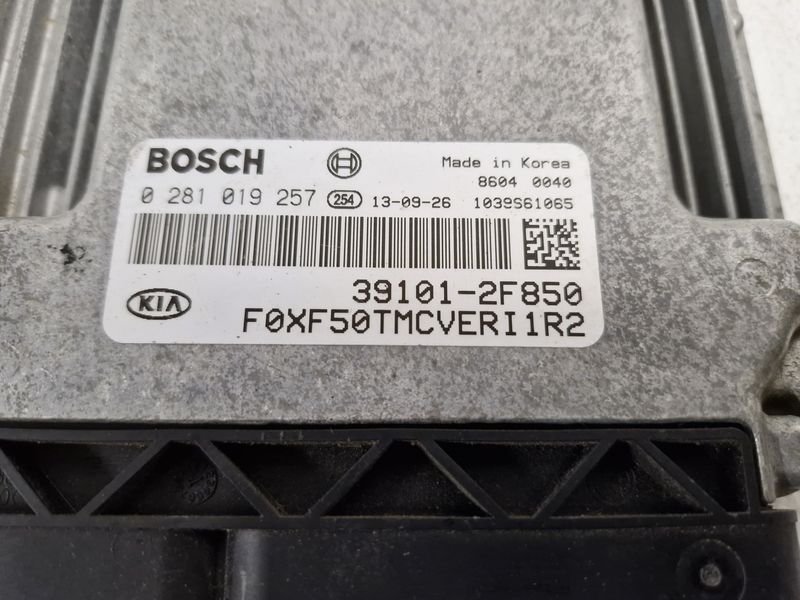 BOSCH Made in Korea
8604 0040
0 281 019 257 254 13-09-26 1039S61065
39101-2F850
KIA
F0XF50TMCVERI1R2